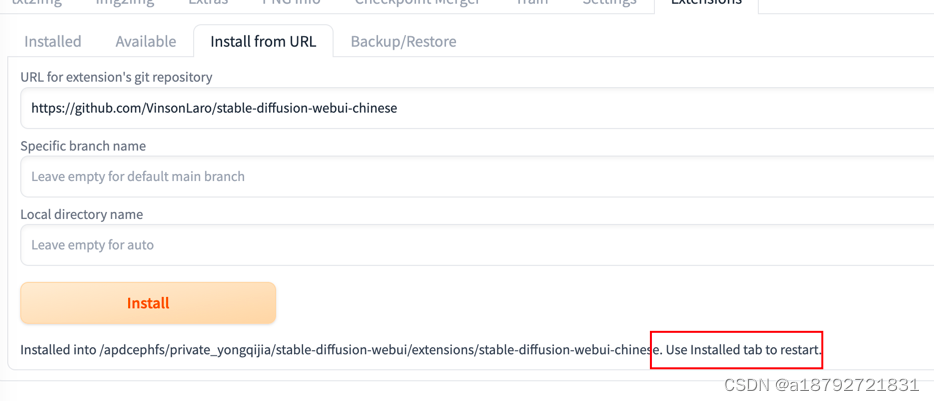 txt2img img2img Extras PNG Info Checkpoint Merger Train Settings Extensions
Installed Available Install from URL Backup/Restore
URL for extension's git repository
https://github.com/VinsonLaro/stable-diffusion-webui-chinese
Specific branch name
Leave empty for default main branch
Local directory name
Leave empty for auto
Install
Installed into /apdcephfs/private_yongqijia/stable-diffusion-webui/extensions/stable-diffusion-webui-chinese. Use Installed tab to restart.
CSDN @a18792721831